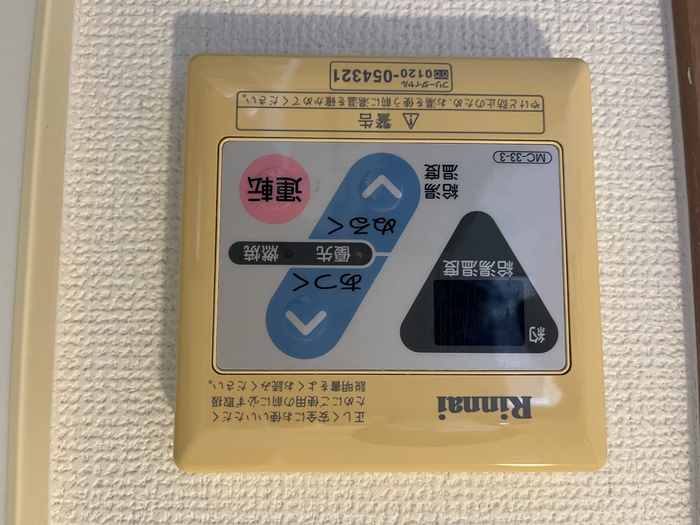 Rinnai
正しく安全にお使いいただく
ためにご使用の前に必ず取扱
説明書をよくお読みください。
約
給湯温度
あつく
優先
燃焼
ぬるく
給湯
温度
運転
MC-33-3
警告
やけど防止のため、お湯を使う前に湯温を確かめてください。
フリーダイヤル
0120-054321